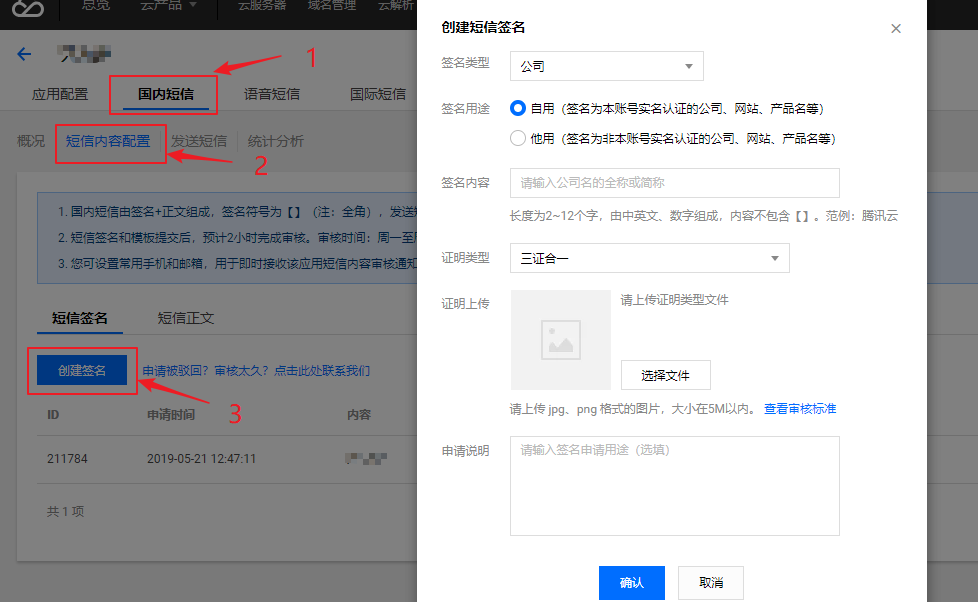 总览
云产品
云服务器
域名管理
云解析
应用配置
国内短信
语音短信
国际短信
1
概况
短信内容配置
发送短信
统计分析
2
1. 国内短信由签名+正文组成，签名符号为【】（注：全角），发送
2. 短信签名和模板提交后，预计2小时完成审核。审核时间：周一至
3. 您可设置常用手机和邮箱，用于即时接收该应用短信内容审核通知
短信签名
短信正文
创建签名
申请被驳回？审核太久？点击此处联系我们
3
ID
申请时间
内容
211784
2019-05-21 12:47:11
共 1 项
创建短信签名
签名类型
公司
签名用途
自用（签名为本账号实名认证的公司、网站、产品名等）
他用（签名为非本账号实名认证的公司、网站、产品名等）
签名内容
请输入公司名的全称或简称
长度为2~12个字，由中英文、数字组成，内容不包含【】。范例：腾讯云
证明类型
三证合一
证明上传
请上传证明类型文件
选择文件
请上传 jpg、png 格式的图片，大小在5M以内。 查看审核标准
申请说明
请输入签名申请用途（选填）
确认
取消